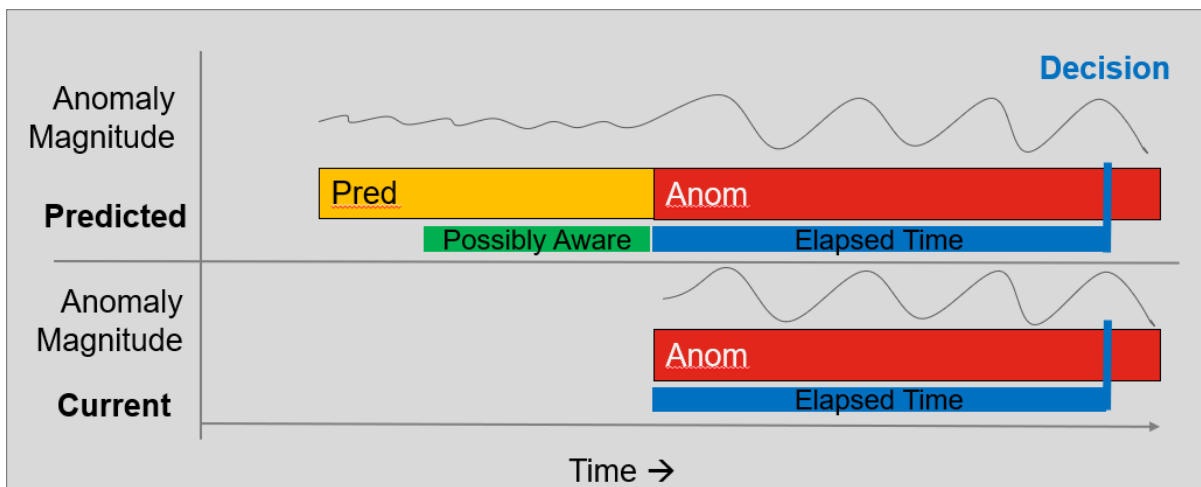 Decision
Anomaly
Magnitude
Pred
Anom
Predicted
Possibly Aware
Elapsed Time
Anomaly
Magnitude
Anom
Current
Elapsed Time
Time →